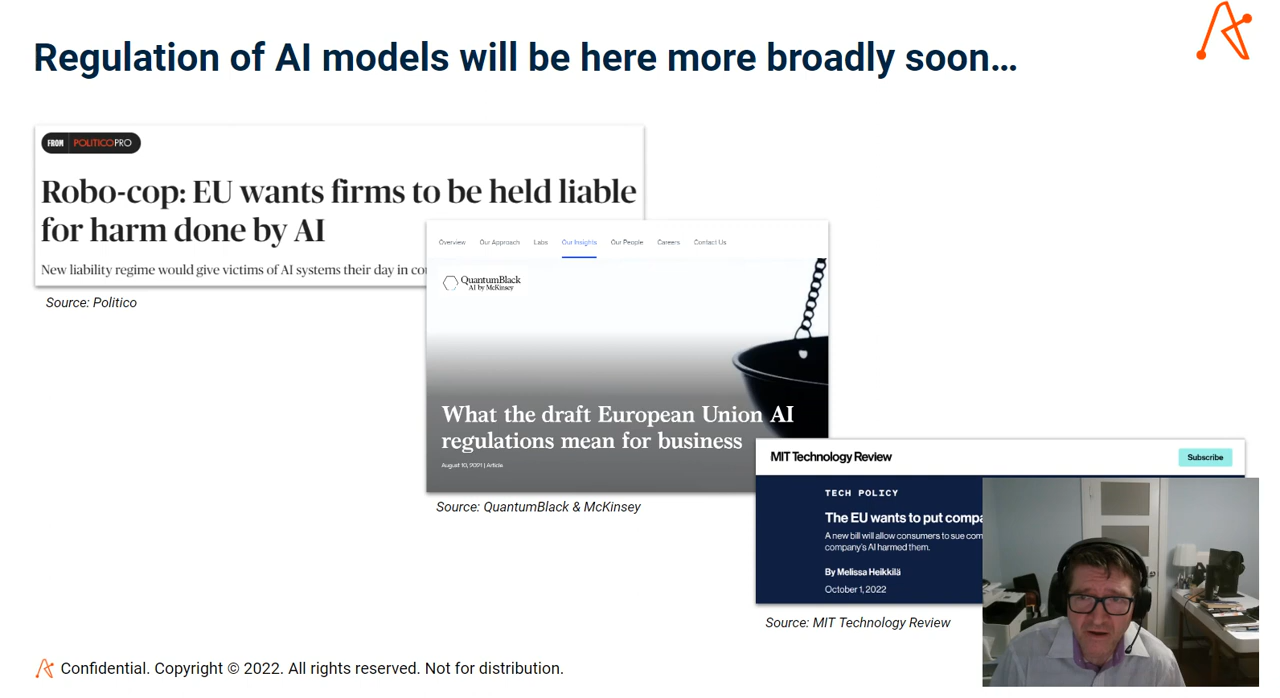 Regulation of AI models will be here more broadly soon…
FROM POLITICOPRO
Robo-cop: EU wants firms to be held liable
for harm done by AI
New liability regime would give victims of AI systems their day in
Source: Politico
Overview Our Approach Labs Our Insights Our People Careers Contact Us
QuantumBlack
AI by McKinsey
What the draft European Union AI
regulations mean for business
August 10, 2021 | Article
Source: QuantumBlack & McKinsey
MIT Technology Review
Subscribe
TECH POLICY
The EU wants to put
A new bill will allow consumers to sue
company's AI harmed them.
By Melissa Heikkilä
October 1, 2022
Source: MIT Technology Review
Confidential. Copyright © 2022. All rights reserved. Not for distribution.